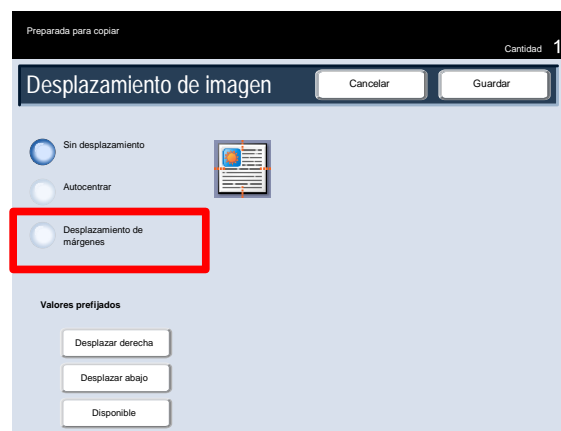 Preparada para copiar
Cantidad 1
Desplazamiento de imagen
Cancelar
Guardar
Sin desplazamiento
Autocentrar
Desplazamiento de
márgenes
Valores prefijados
Desplazar derecha
Desplazar abajo
Disponible